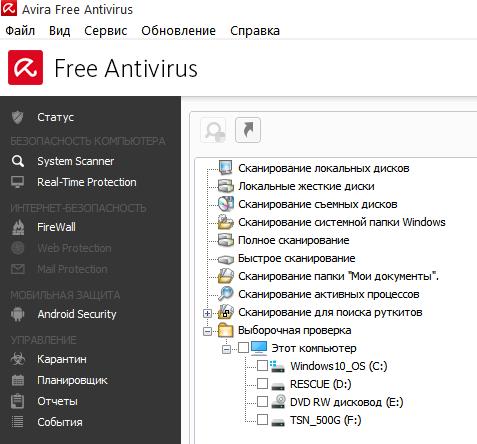 Avira Free Antivirus
Файл Вид Сервис Обновление Справка
Free Antivirus
Статус
БЕЗОПАСНОСТЬ КОМПЬЮТЕРА
System Scanner
Real-Time Protection
ИНТЕРНЕТ-БЕЗОПАСНОСТЬ
FireWall
Web Protection
Mail Protection
МОБИЛЬНАЯ ЗАЩИТА
Android Security
УПРАВЛЕНИЕ
Карантин
Планировщик
Отчеты
События
Сканирование локальных дисков
Локальные жесткие диски
Сканирование съемных дисков
Сканирование системной папки Windows
Полное сканирование
Быстрое сканирование
Сканирование папки "Мои документы".
Сканирование активных процессов
Сканирование для поиска руткитов
Выборочная проверка
Этот компьютер
Windows10_OS (C:)
RESCUE (D:)
DVD RW дисковод (E:)
TSN_500G (F:)